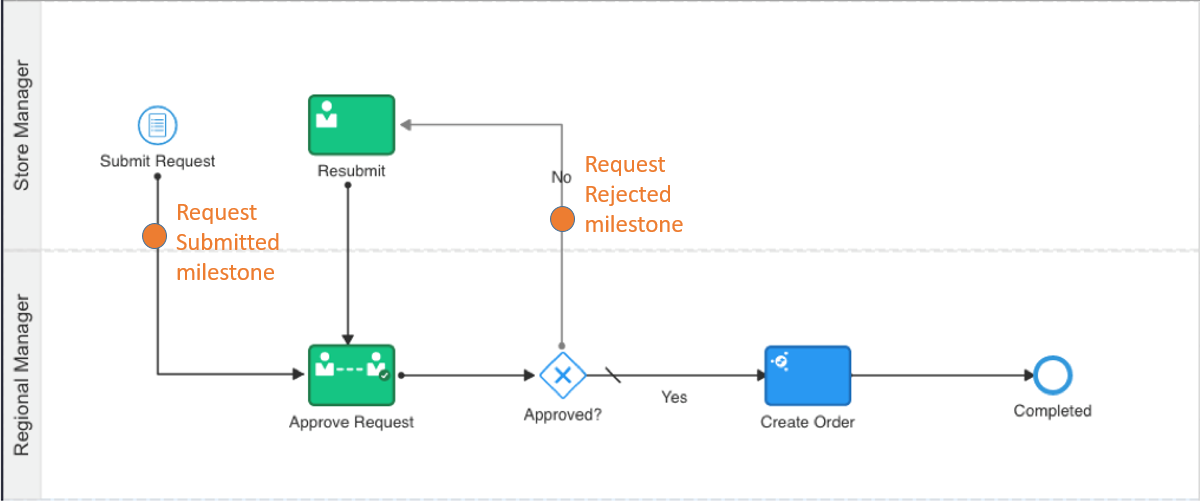 Store Manager
Submit Request
Resubmit
No
Request
Rejected
milestone
Request
Submitted
milestone
Regional Manager
Approve Request
Approved?
Yes
Create Order
Completed